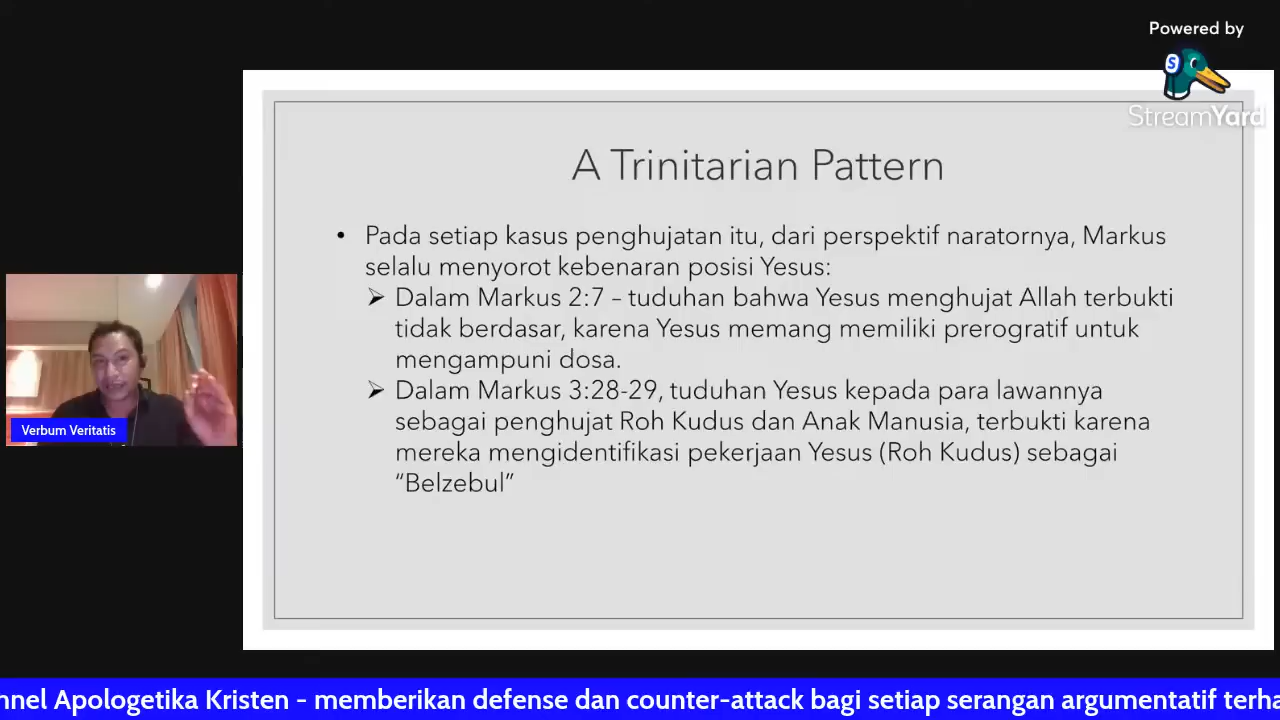 Powered by
StreamYard
A Trinitarian Pattern
• Pada setiap kasus penghujatan itu, dari perspektif naratornya, Markus
selalu menyorot kebenaran posisi Yesus:
➢ Dalam Markus 2:7 – tuduhan bahwa Yesus menghujat Allah terbukti
tidak berdasar, karena Yesus memang memiliki prerogratif untuk
mengampuni dosa.
➢ Dalam Markus 3:28-29, tuduhan Yesus kepada para lawannya
sebagai penghujat Roh Kudus dan Anak Manusia, terbukti karena
mereka mengidentifikasi pekerjaan Yesus (Roh Kudus) sebagai
“Belzebul”
Verbum Veritatis
nnel Apologetika Kristen - memberikan defense dan counter-attack bagi setiap serangan argumentatif terha